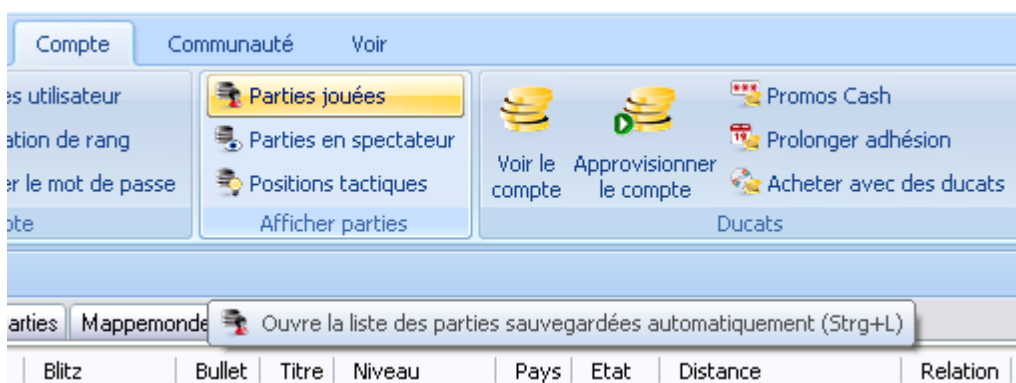 Compte Communauté Voir
es utilisateur
ation de rang
er le mot de passe
pte
Parties jouées
Parties en spectateur
Positions tactiques
Afficher parties
Voir le compte
Approvisionner le compte
Promos Cash
Prolonger adhésion
Acheter avec des ducats
Ducats
arties Mappemonde
Ouvre la liste des parties sauvegardées automatiquement (Strg+L)
Blitz Bullet Titre Niveau Pays Etat Distance Relation